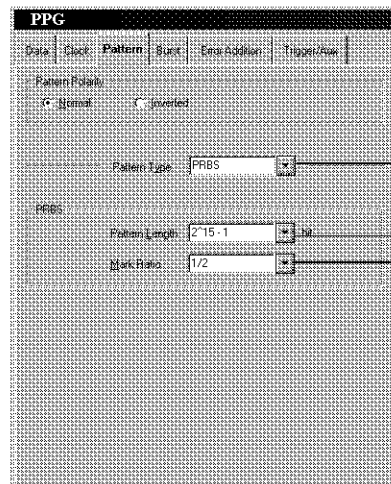 PPG
Data Clock Pattern Burst Error Addition Trigger/Aux
Pattern Polarity
Normal Inverted
Pattern Type PRBS
PRBS
Pattern Length 2^15 - 1 bit
Mark Ratio 1/2